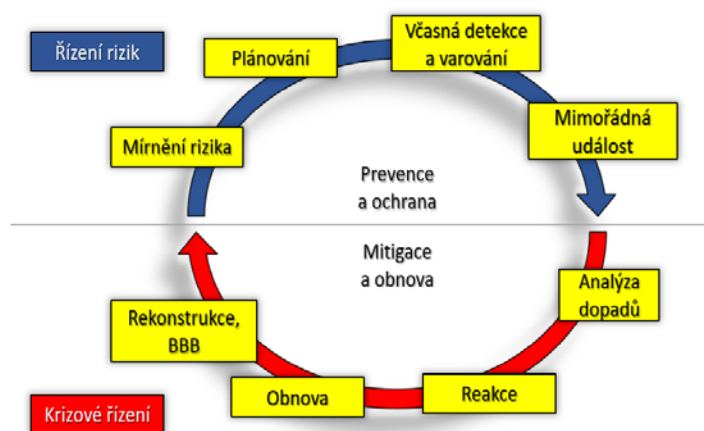 Řízení rizik
Plánování
Včasná detekce
a varování
Mírnění rizika
Mimořádná
událost
Prevence
a ochrana
Mitigace
a obnova
Analýza
dopadů
Rekonstrukce,
BBB
Obnova
Reakce
Krizové řízení